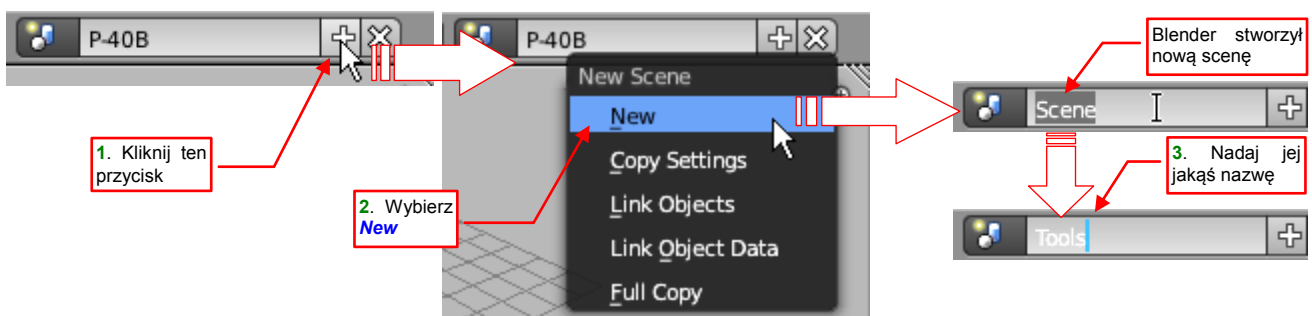 P-40B
1. Kliknij ten
przycisk
P-40B
New Scene
New
Copy Settings
Link Objects
Link Object Data
Full Copy
2. Wybierz
New
Blender stworzył
nową scenę
Scene
3. Nadaj jej
jakąś nazwę
Tools